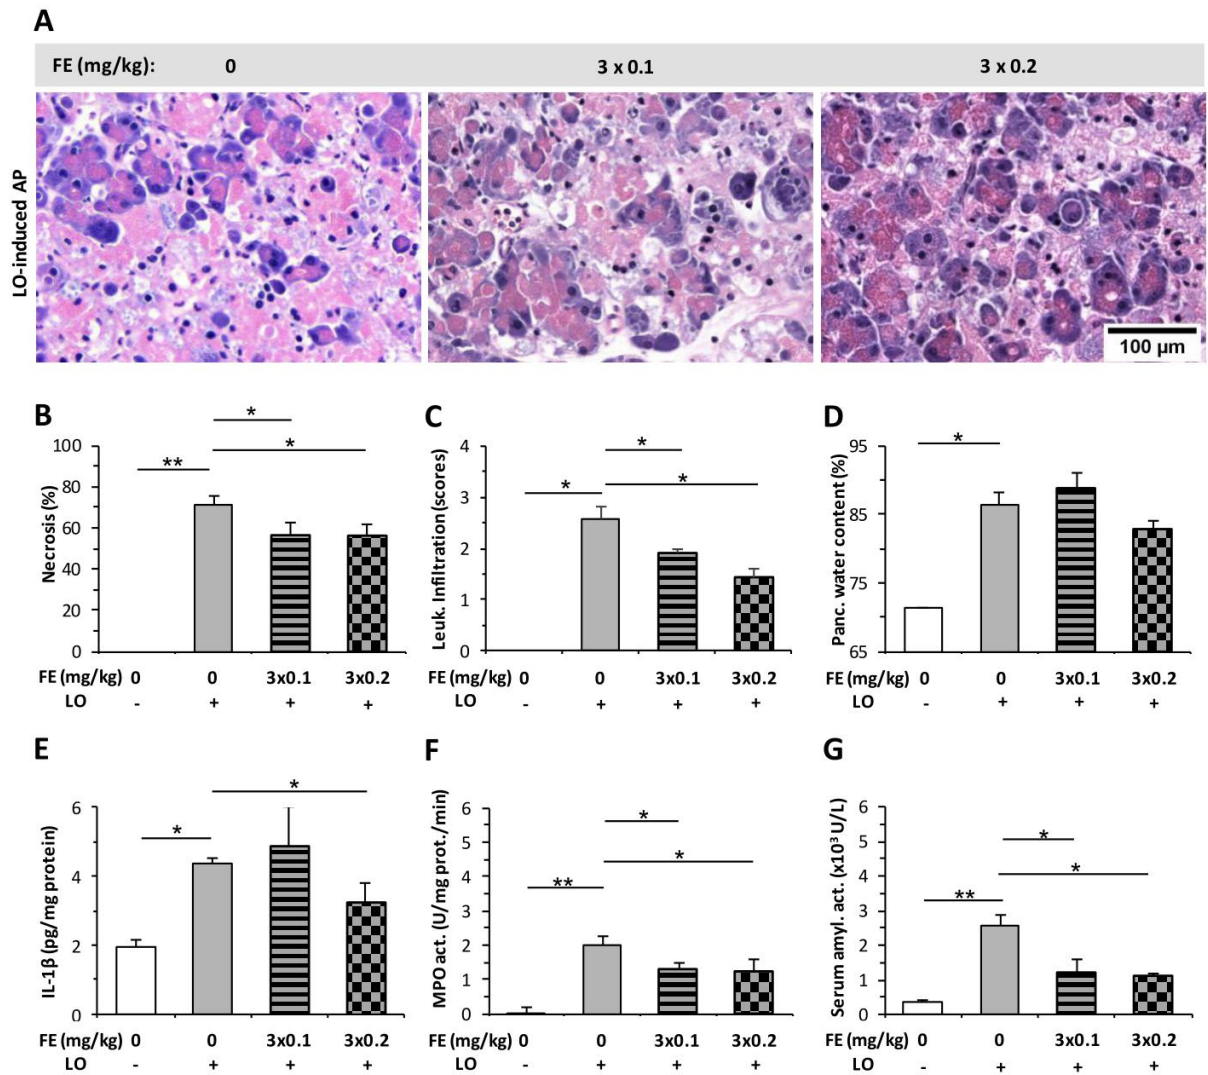 A
FE (mg/kg): 0 3 x 0.1 3 x 0.2
LO-induced AP
100 μm
B
Necrosis (%)
100
80
60
40
20
0
**
*
*
FE (mg/kg) 0 0 3x0.1 3x0.2
LO - + + +
C
Leuk. Infiltration (scores)
4
3
2
1
0
*
*
*
FE (mg/kg) 0 0 3x0.1 3x0.2
LO - + + +
D
Panc. water content (%)
95
85
75
65
*
FE (mg/kg) 0 0 3x0.1 3x0.2
LO - + + +
E
IL-1β (pg/mg protein)
6
4
2
0
*
*
FE (mg/kg) 0 0 3x0.1 3x0.2
LO - + + +
F
MPO act. (U/mg prot./min)
6
5
4
3
2
1
0
**
*
*
FE (mg/kg) 0 0 3x0.1 3x0.2
LO - + + +
G
Serum amyl. act. (x10³ U/L)
6
5
4
3
2
1
0
**
*
*
FE (mg/kg) 0 0 3x0.1 3x0.2
LO - + + +